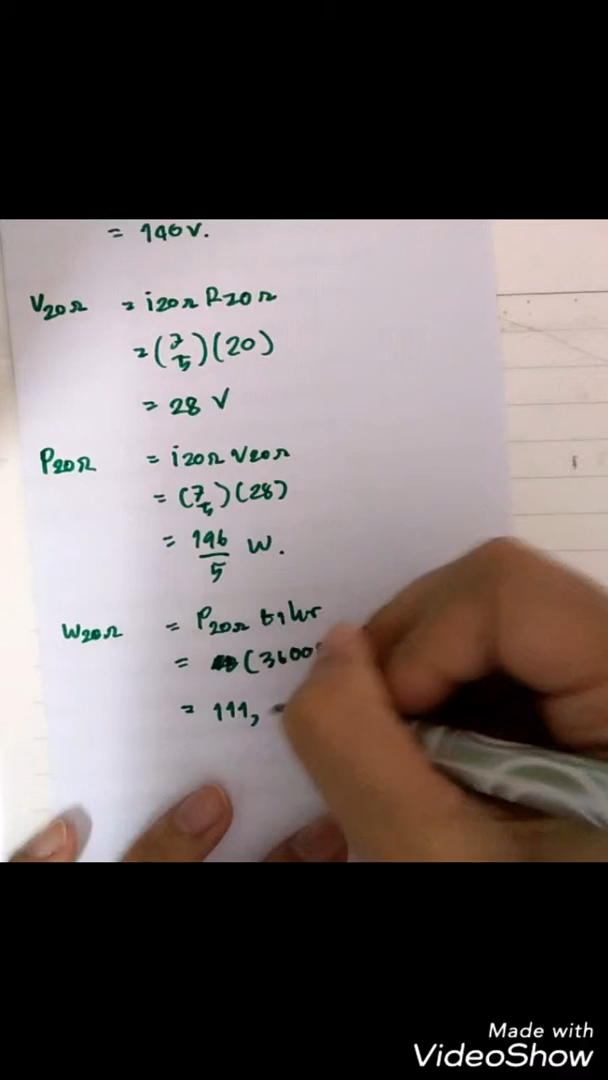 = 140 V.
V20Ω = i20Ω R20Ω
= (7/5)(20)
= 28 V
P20Ω = i20Ω V20Ω
= (7/5)(28)
= 196/5 W.
W20Ω = P20Ω t1hr
= (3600
= 111,
Made with
VideoShow